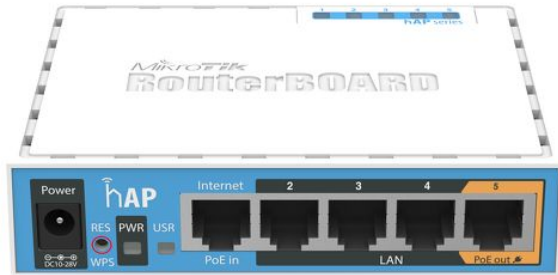 1 2 3 4 5
hAP series
MikroTik
RouterBOARD
Power
hAP
Internet
2
3
4
5
RES
PWR
USR
DC10-28V
WPS
PoE in
LAN
PoE out